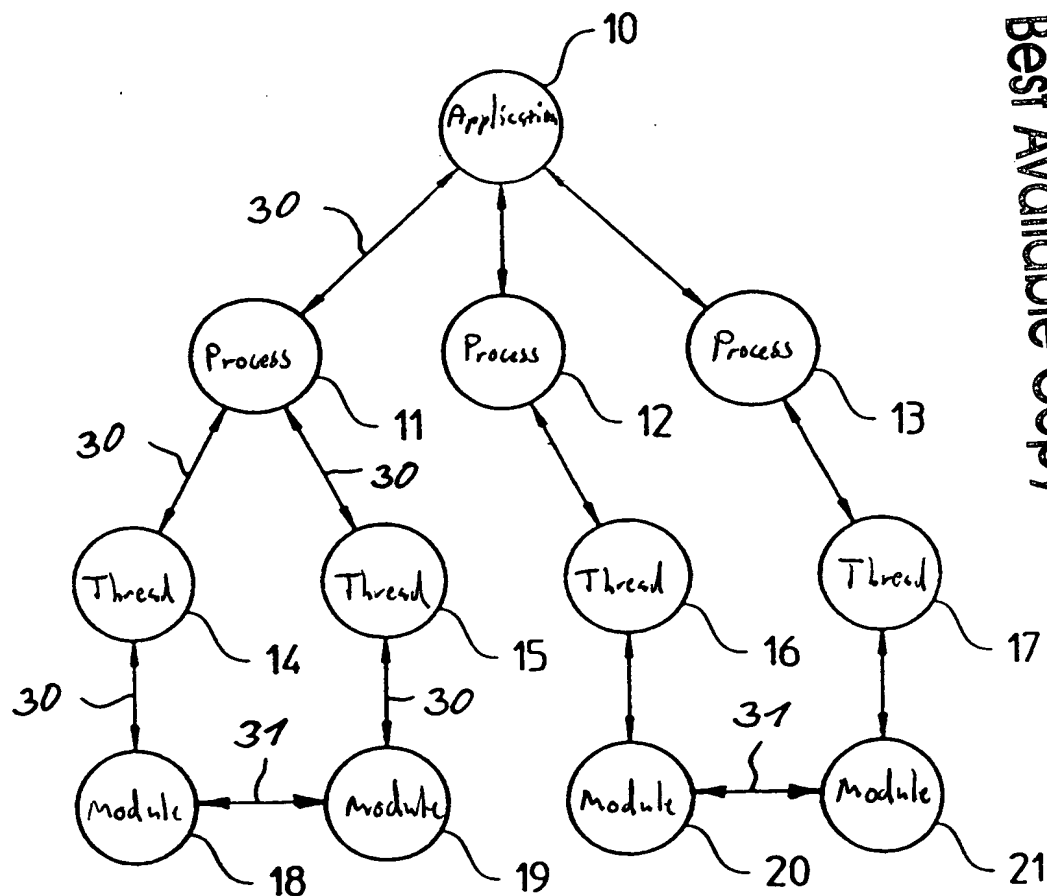 10
Application
30
Process
Process
Process
11
12
13
30
30
Thread
Thread
Thread
Thread
14
15
16
17
30
30
31
31
Module
Module
Module
Module
18
19
20
21
Best Available Copy